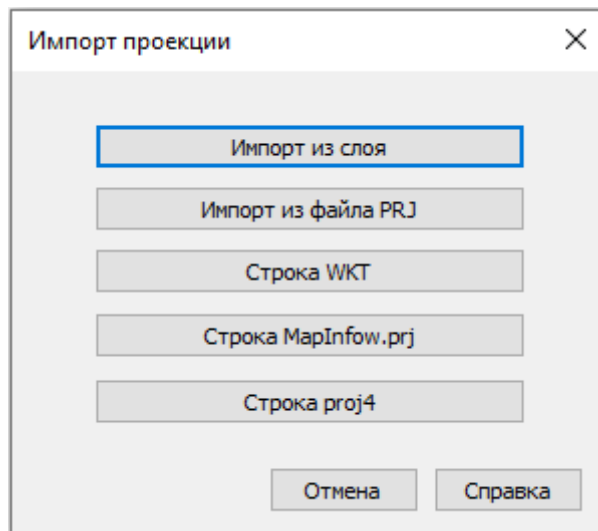 Импорт проекции
Импорт из слоя
Импорт из файла PRJ
Строка WKT
Строка MapInfow.prj
Строка proj4
Отмена Справка